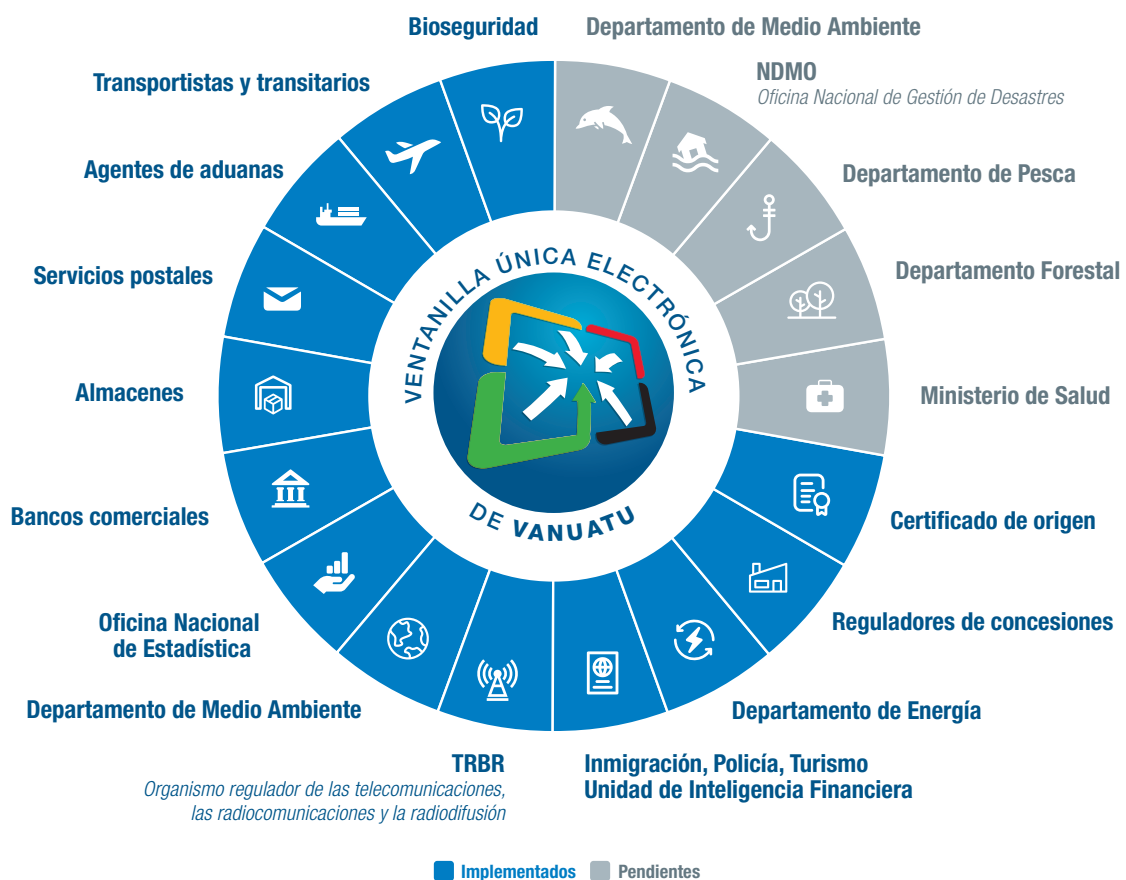 Bioseguridad
Departamento de Medio Ambiente
NDMO
Oficina Nacional de Gestión de Desastres
Departamento de Pesca
Departamento Forestal
Ministerio de Salud
Certificado de origen
Reguladores de concesiones
Departamento de Energía
Inmigración, Policía, Turismo
Unidad de Inteligencia Financiera
TRBR
Organismo regulador de las telecomunicaciones,
las radiocomunicaciones y la radiodifusión
Departamento de Medio Ambiente
Oficina Nacional
de Estadística
Bancos comerciales
Almacenes
Servicios postales
Agentes de aduanas
Transportistas y transitarios
VENTANILLA ÚNICA ELECTRÓNICA
DE VANUATU
Implementados
Pendientes